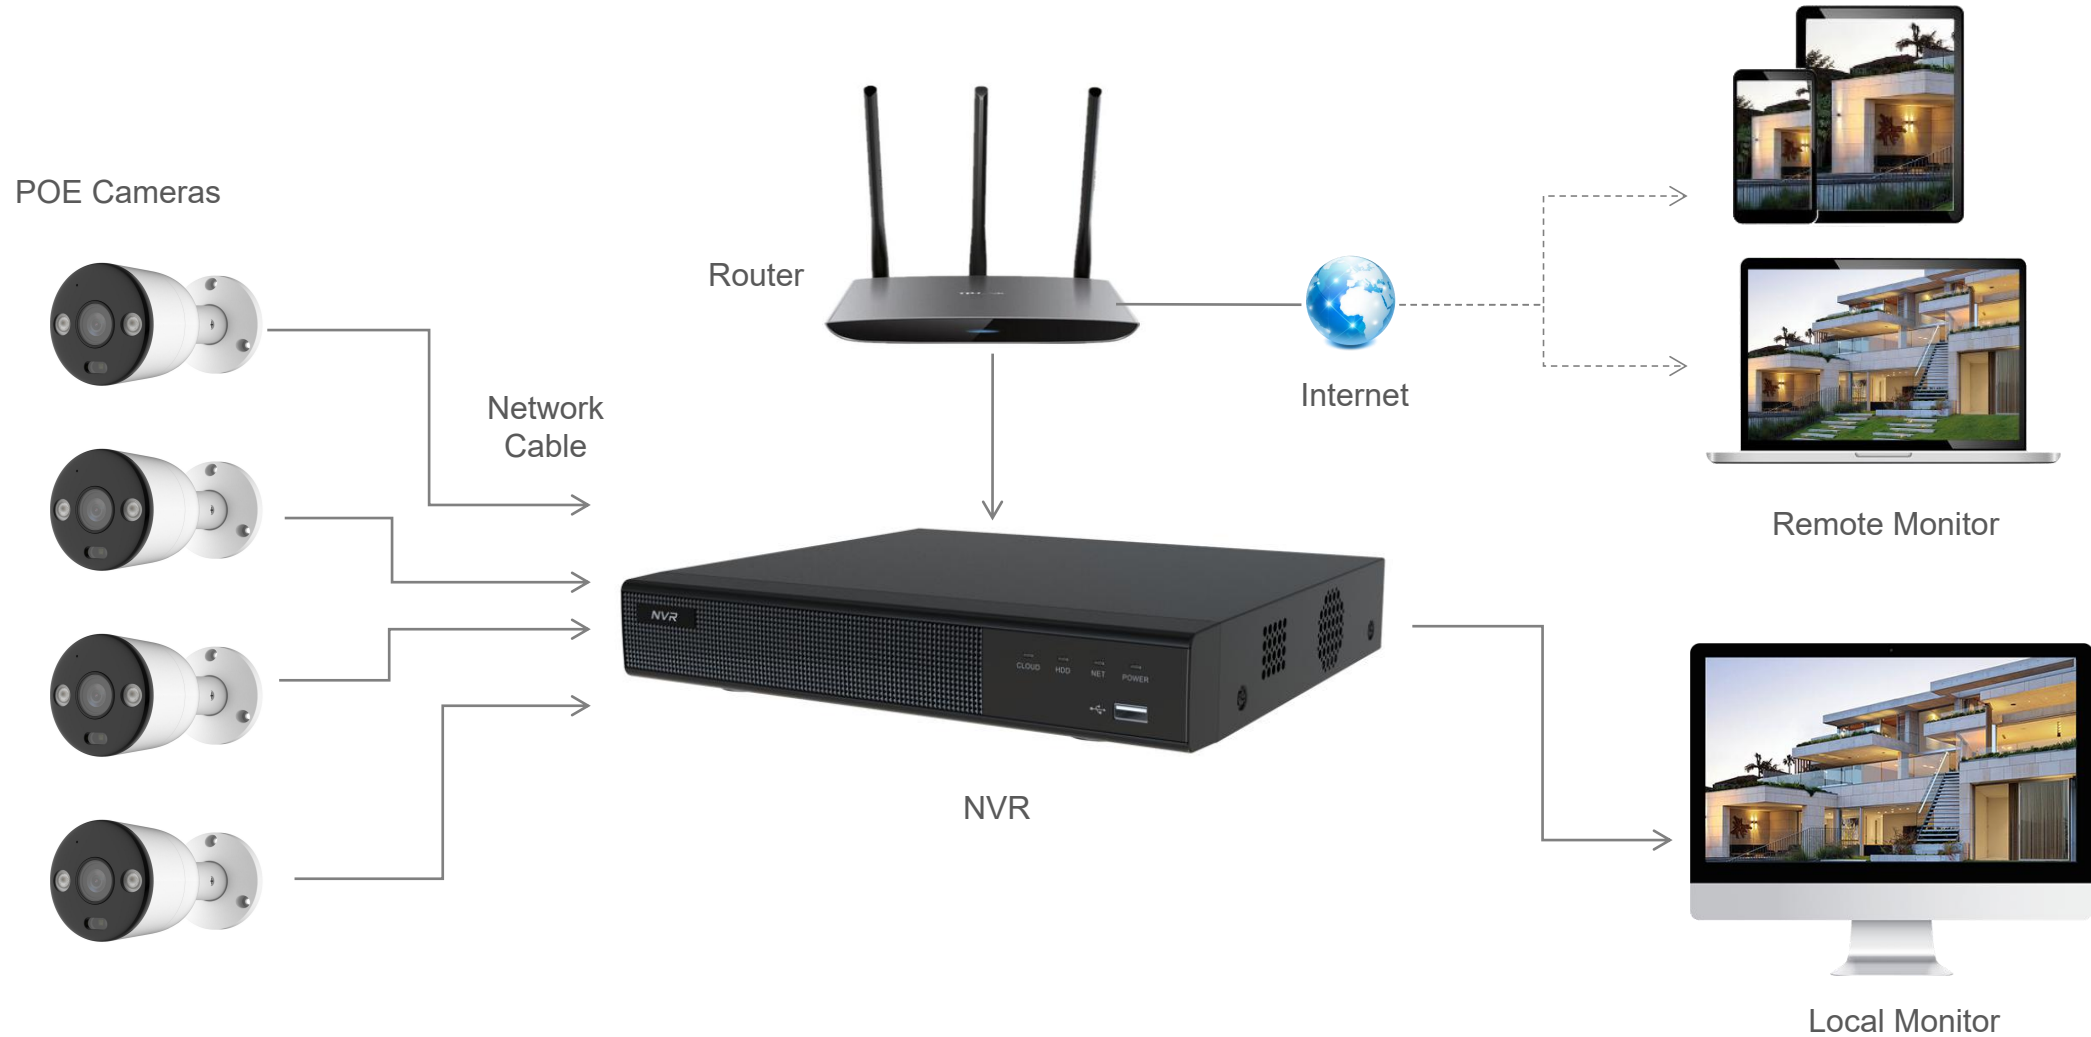 POE Cameras
Router
Internet
Network
Cable
Remote Monitor
NVR
CLOUD
HDD
NET
POWER
NVR
Local Monitor